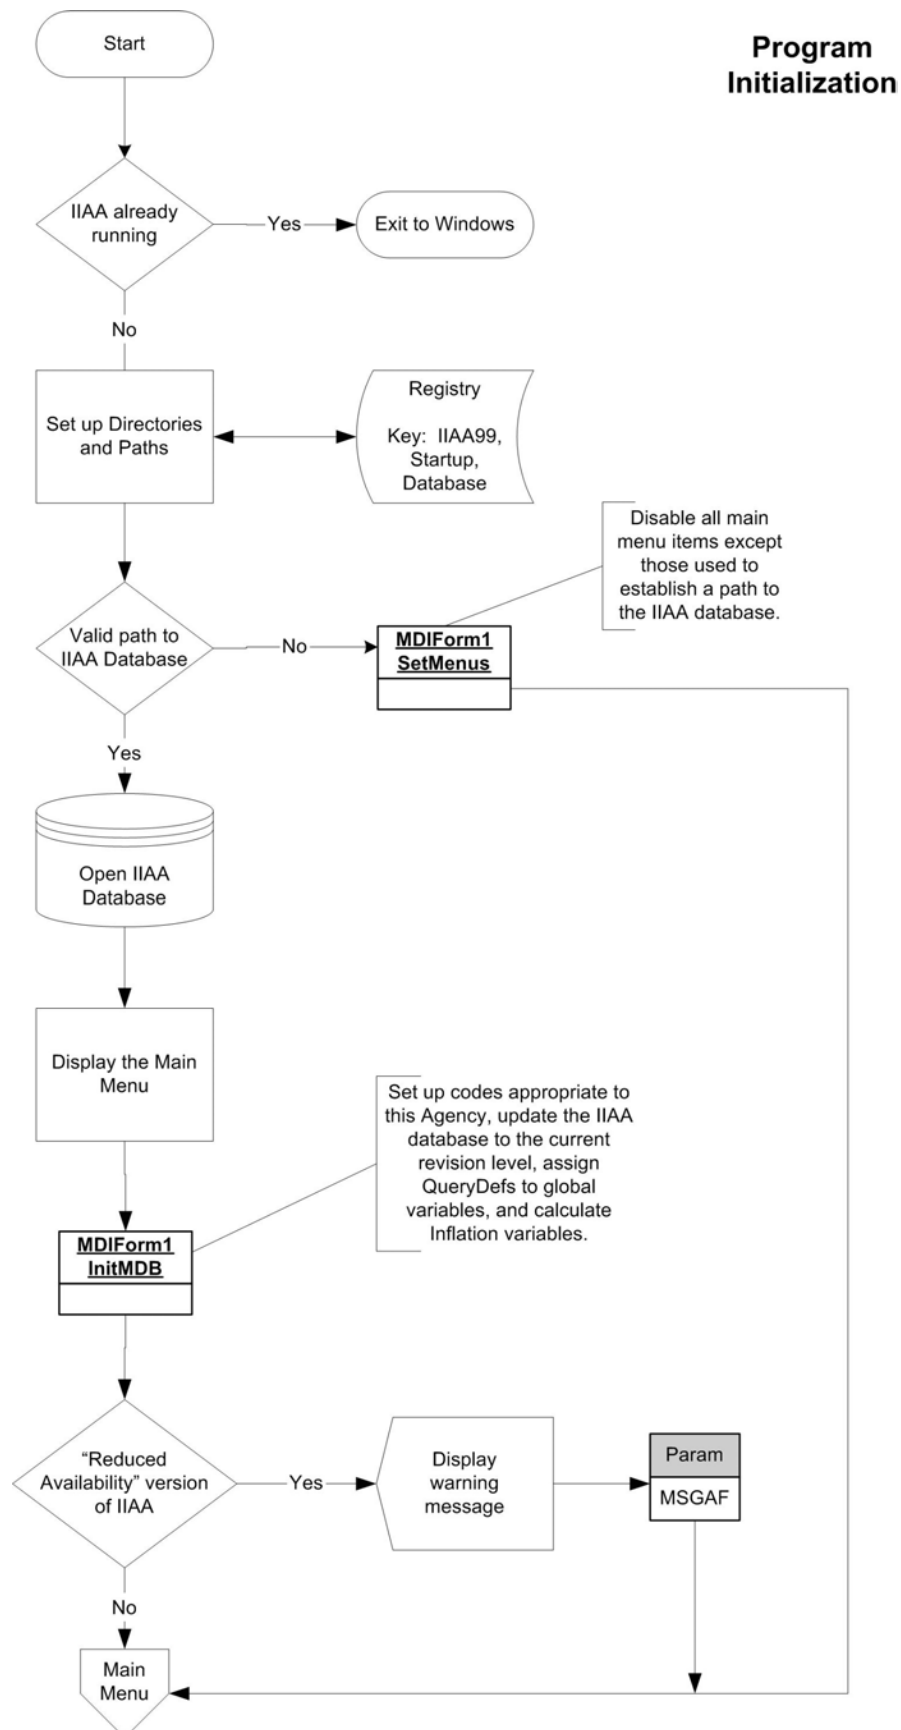 Start
Program
Initialization
IIAA already
running
Yes
Exit to Windows
No
Set up Directories
and Paths
Registry
Key:  IIAA99,
Startup,
Database
Disable all main
menu items except
those used to
establish a path to
the IIAA database.
Valid path to
IIAA Database
No
MDIForm1
SetMenus
Yes
Open IIAA
Database
Display the Main
Menu
Set up codes appropriate to
this Agency, update the IIAA
database to the current
revision level, assign
QueryDefs to global
variables, and calculate
Inflation variables.
MDIForm1
InitMDB
“Reduced
Availability” version
of IIAA
Yes
Display
warning
message
Param
MSGAF
No
Main
Menu